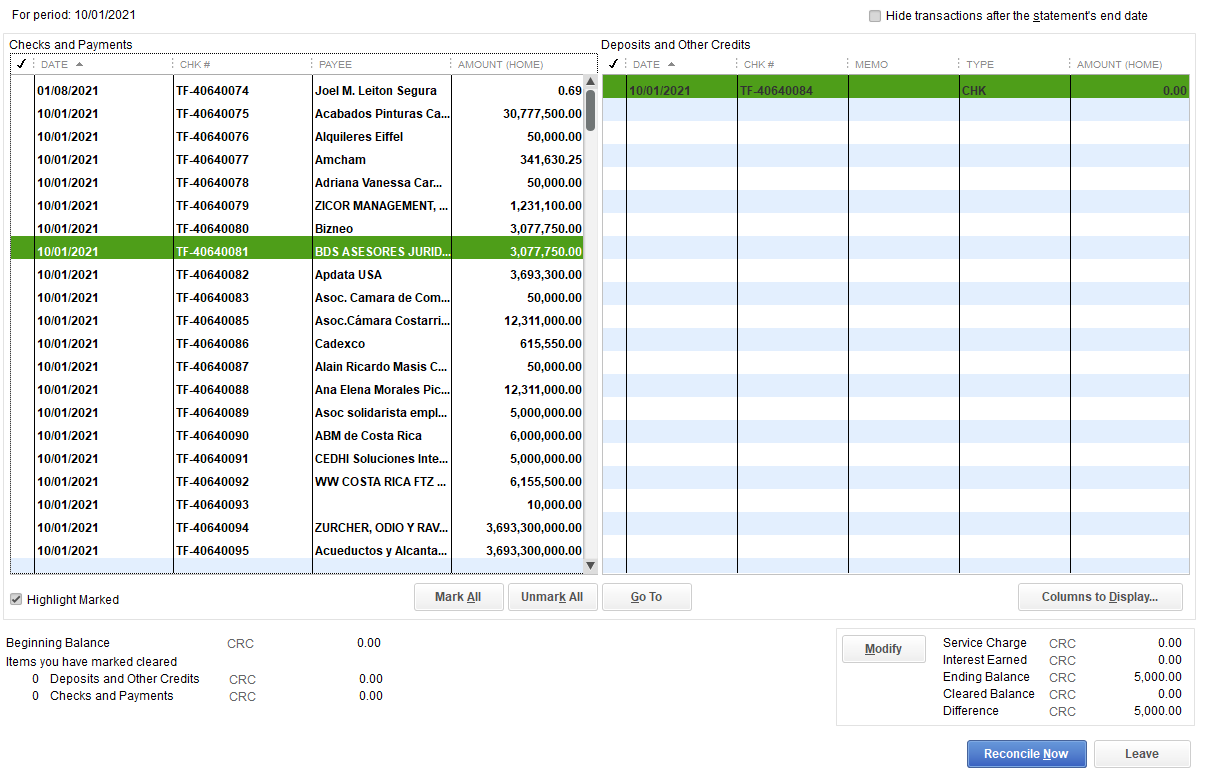 For period: 10/01/2021
Hide transactions after the statement's end date
Checks and Payments
✓ DATE CHK # PAYEE AMOUNT (HOME)
01/08/2021 TF-40640074 Joel M. Leiton Segura 0.69
10/01/2021 TF-40640075 Acabados Pinturas Ca... 30,777,500.00
10/01/2021 TF-40640076 Alquileres Eiffel 50,000.00
10/01/2021 TF-40640077 Amcham 341,630.25
10/01/2021 TF-40640078 Adriana Vanessa Car... 50,000.00
10/01/2021 TF-40640079 ZICOR MANAGEMENT, ... 1,231,100.00
10/01/2021 TF-40640080 Bizneo 3,077,750.00
10/01/2021 TF-40640081 BDS ASESORES JURID... 3,077,750.00
10/01/2021 TF-40640082 Apdata USA 3,693,300.00
10/01/2021 TF-40640083 Asoc. Camara de Com... 50,000.00
10/01/2021 TF-40640085 Asoc.Cámara Costarri... 12,311,000.00
10/01/2021 TF-40640086 Cadexco 615,550.00
10/01/2021 TF-40640087 Alain Ricardo Masis C... 50,000.00
10/01/2021 TF-40640088 Ana Elena Morales Pic... 12,311,000.00
10/01/2021 TF-40640089 Asoc solidarista empl... 5,000,000.00
10/01/2021 TF-40640090 ABM de Costa Rica 6,000,000.00
10/01/2021 TF-40640091 CEDHI Soluciones Inte... 5,000,000.00
10/01/2021 TF-40640092 WW COSTA RICA FTZ ... 6,155,500.00
10/01/2021 TF-40640093 10,000.00
10/01/2021 TF-40640094 ZURCHER, ODIO Y RAV... 3,693,300,000.00
10/01/2021 TF-40640095 Acueductos y Alcanta... 3,693,300,000.00
Deposits and Other Credits
✓ DATE CHK # MEMO TYPE AMOUNT (HOME)
10/01/2021 TF-40640084 CHK 0.00
Highlight Marked
Mark All
Unmark All
Go To
Columns to Display...
Beginning Balance CRC 0.00
Items you have marked cleared
0 Deposits and Other Credits CRC 0.00
0 Checks and Payments CRC 0.00
Modify
Service Charge CRC 0.00
Interest Earned CRC 0.00
Ending Balance CRC 5,000.00
Cleared Balance CRC 0.00
Difference CRC 5,000.00
Reconcile Now
Leave